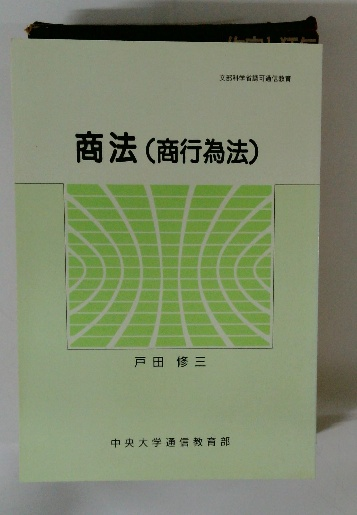 文部科学省認可通信教育
商法(商行為法)
戸田 修三
中央大学通信教育部